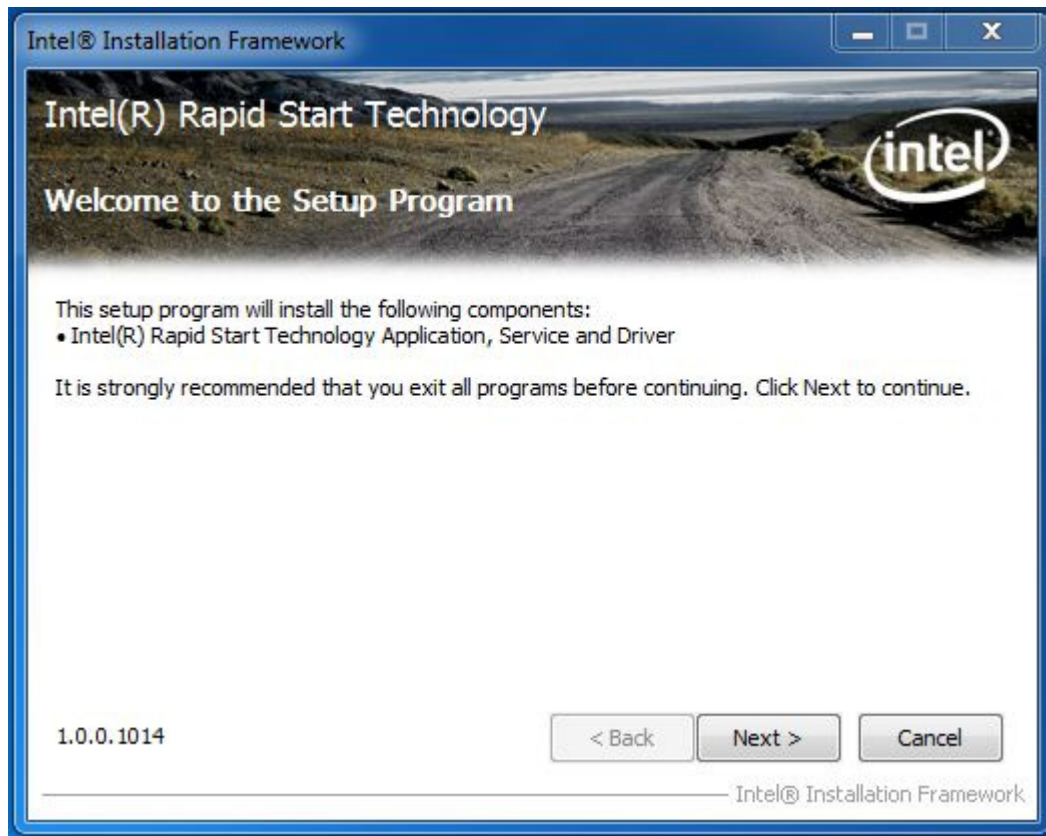 Intel® Installation Framework
Intel(R) Rapid Start Technology
intel
Welcome to the Setup Program
This setup program will install the following components:
• Intel(R) Rapid Start Technology Application, Service and Driver
It is strongly recommended that you exit all programs before continuing. Click Next to continue.
1.0.0.1014
< Back
Next >
Cancel
Intel® Installation Framework